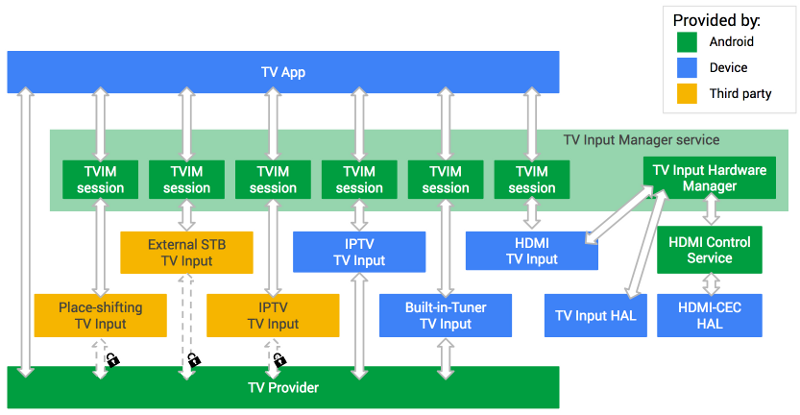 Provided by:
Android
Device
Third party
TV App
TV Input Manager service
TVIM
session
TVIM
session
TVIM
session
TVIM
session
TVIM
session
TVIM
session
TV Input Hardware
Manager
External STB
TV Input
IPTV
TV Input
HDMI
TV Input
HDMI Control
Service
Place-shifting
TV Input
IPTV
TV Input
Built-in-Tuner
TV Input
TV Input HAL
HDMI-CEC
HAL
TV Provider